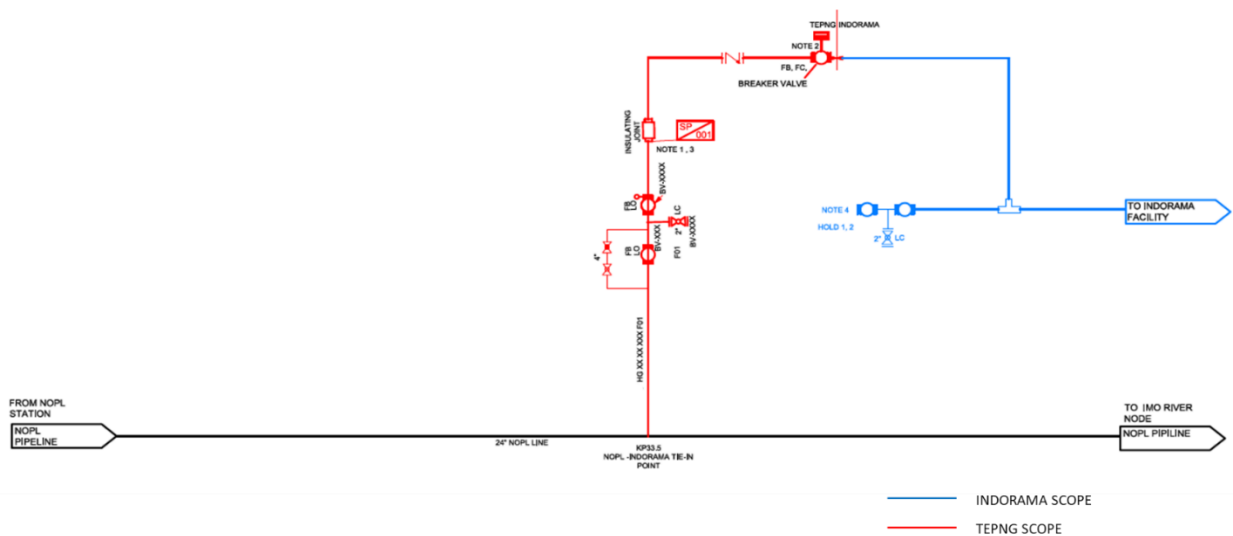 TEPNG INDORAMA
NOTE 2
FB, FC,
BREAKER VALVE
INSULATING
JOINT
SP
001
NOTE 1 , 3
BV-XXXX
FB
LO
LC
2"
BV-XXXX
BV-XXX
FB
LO
F01
4"
NOTE 4
HOLD 1, 2
2"
LC
TO INDORAMA
FACILITY
HG XX XX XXX F01
FROM NOPL
STATION
NOPL
PIPELINE
24" NOPL LINE
KP33.5
NOPL -INDORAMA TIE-IN
POINT
TO IMO RIVER
NODE
NOPL PIPILINE
INDORAMA SCOPE
TEPNG SCOPE